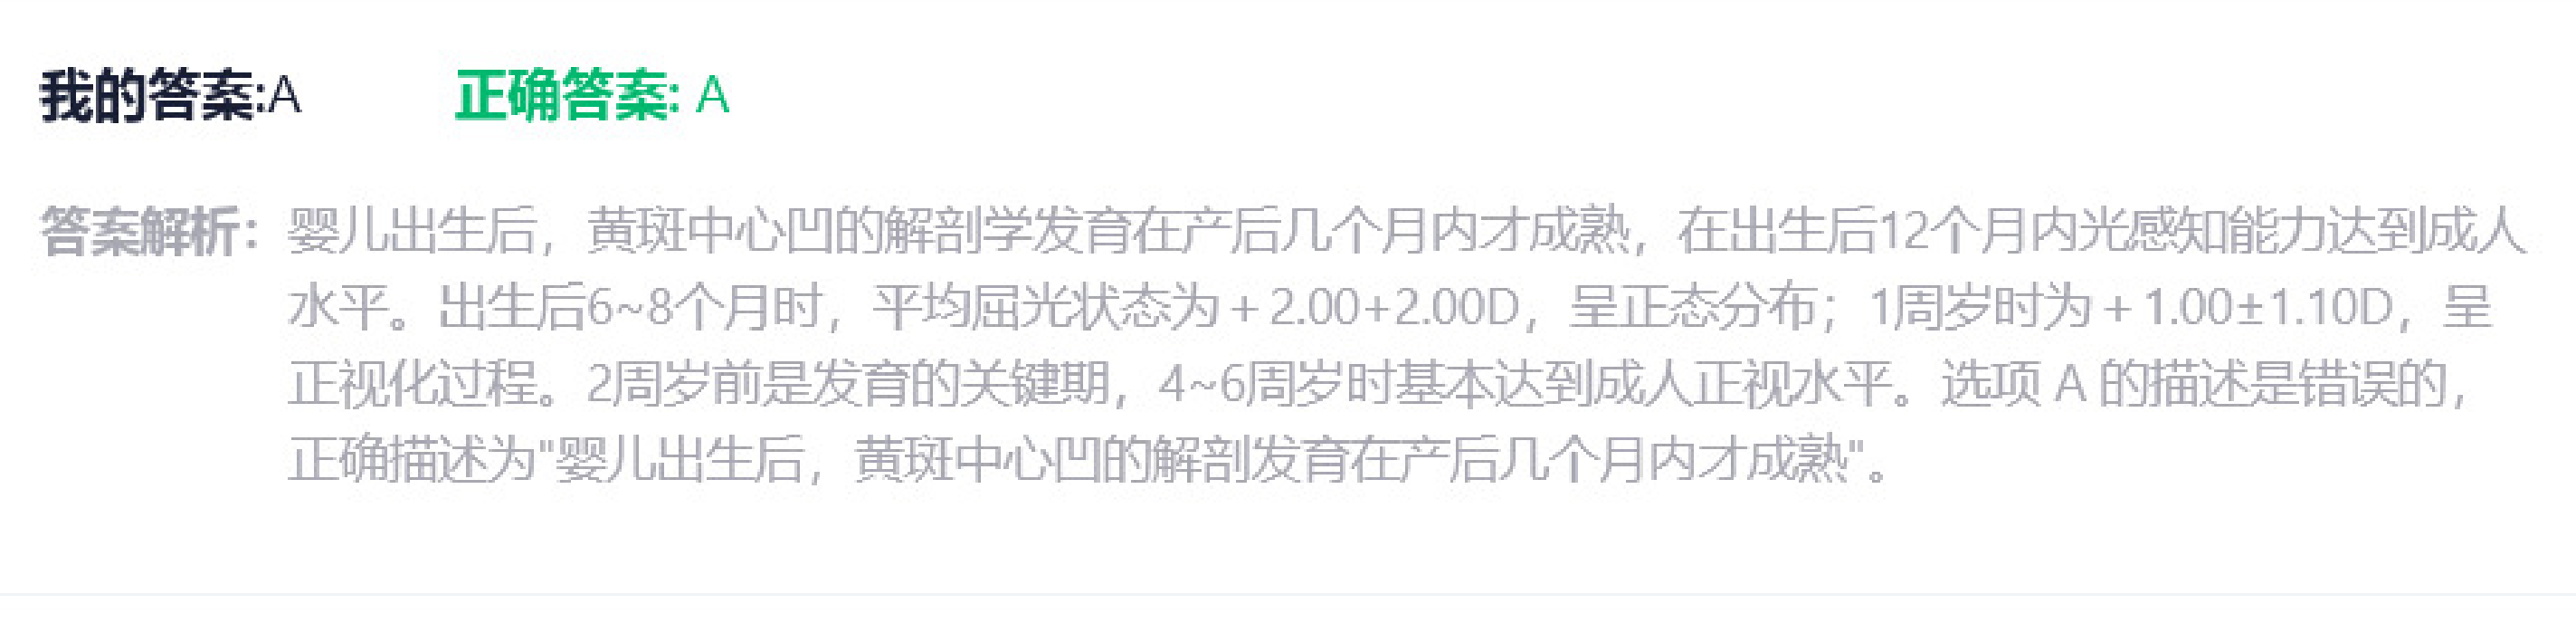 我的答案:A 正确答案: A
答案解析：婴儿出生后，黄斑中心凹的解剖学发育在产后几个月内才成熟，在出生后12个月内光感知能力达到成人
水平。出生后6~8个月时，平均屈光状态为＋2.00+2.00D，呈正态分布；1周岁时为＋1.00±1.10D，呈
正视化过程。2周岁前是发育的关键期，4~6周岁时基本达到成人正视水平。选项 A 的描述是错误的，
正确描述为"婴儿出生后，黄斑中心凹的解剖发育在产后几个月内才成熟"。